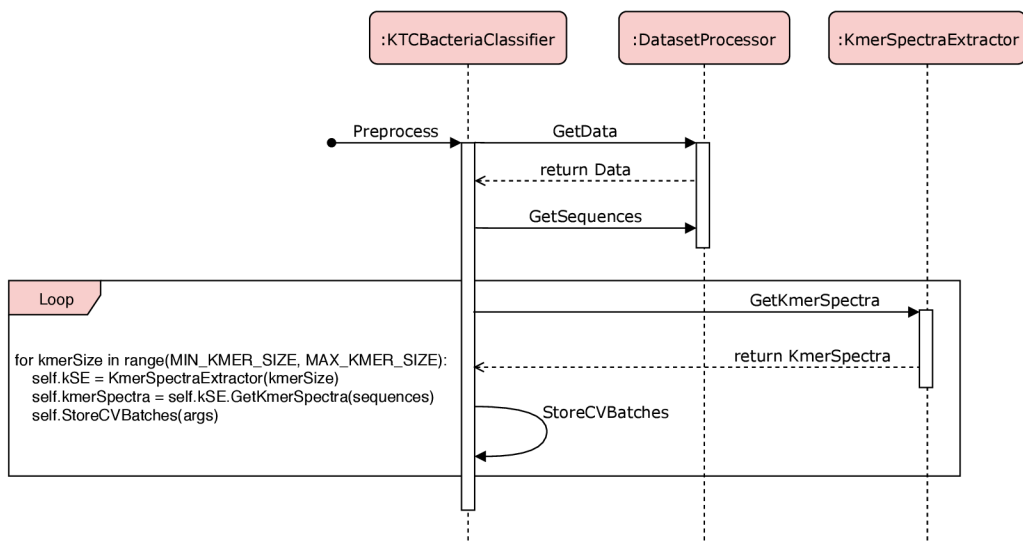 :KTCBacteriaClassifier
:DatasetProcessor
:KmerSpectraExtractor
Preprocess
GetData
return Data
GetSequences
Loop
GetKmerSpectra
for kmerSize in range(MIN_KMER_SIZE, MAX_KMER_SIZE):
return KmerSpectra
self.kSE = KmerSpectraExtractor(kmerSize)
self.kmerSpectra = self.kSE.GetKmerSpectra(sequences)
self.StoreCVBatches(args)
StoreCVBatches